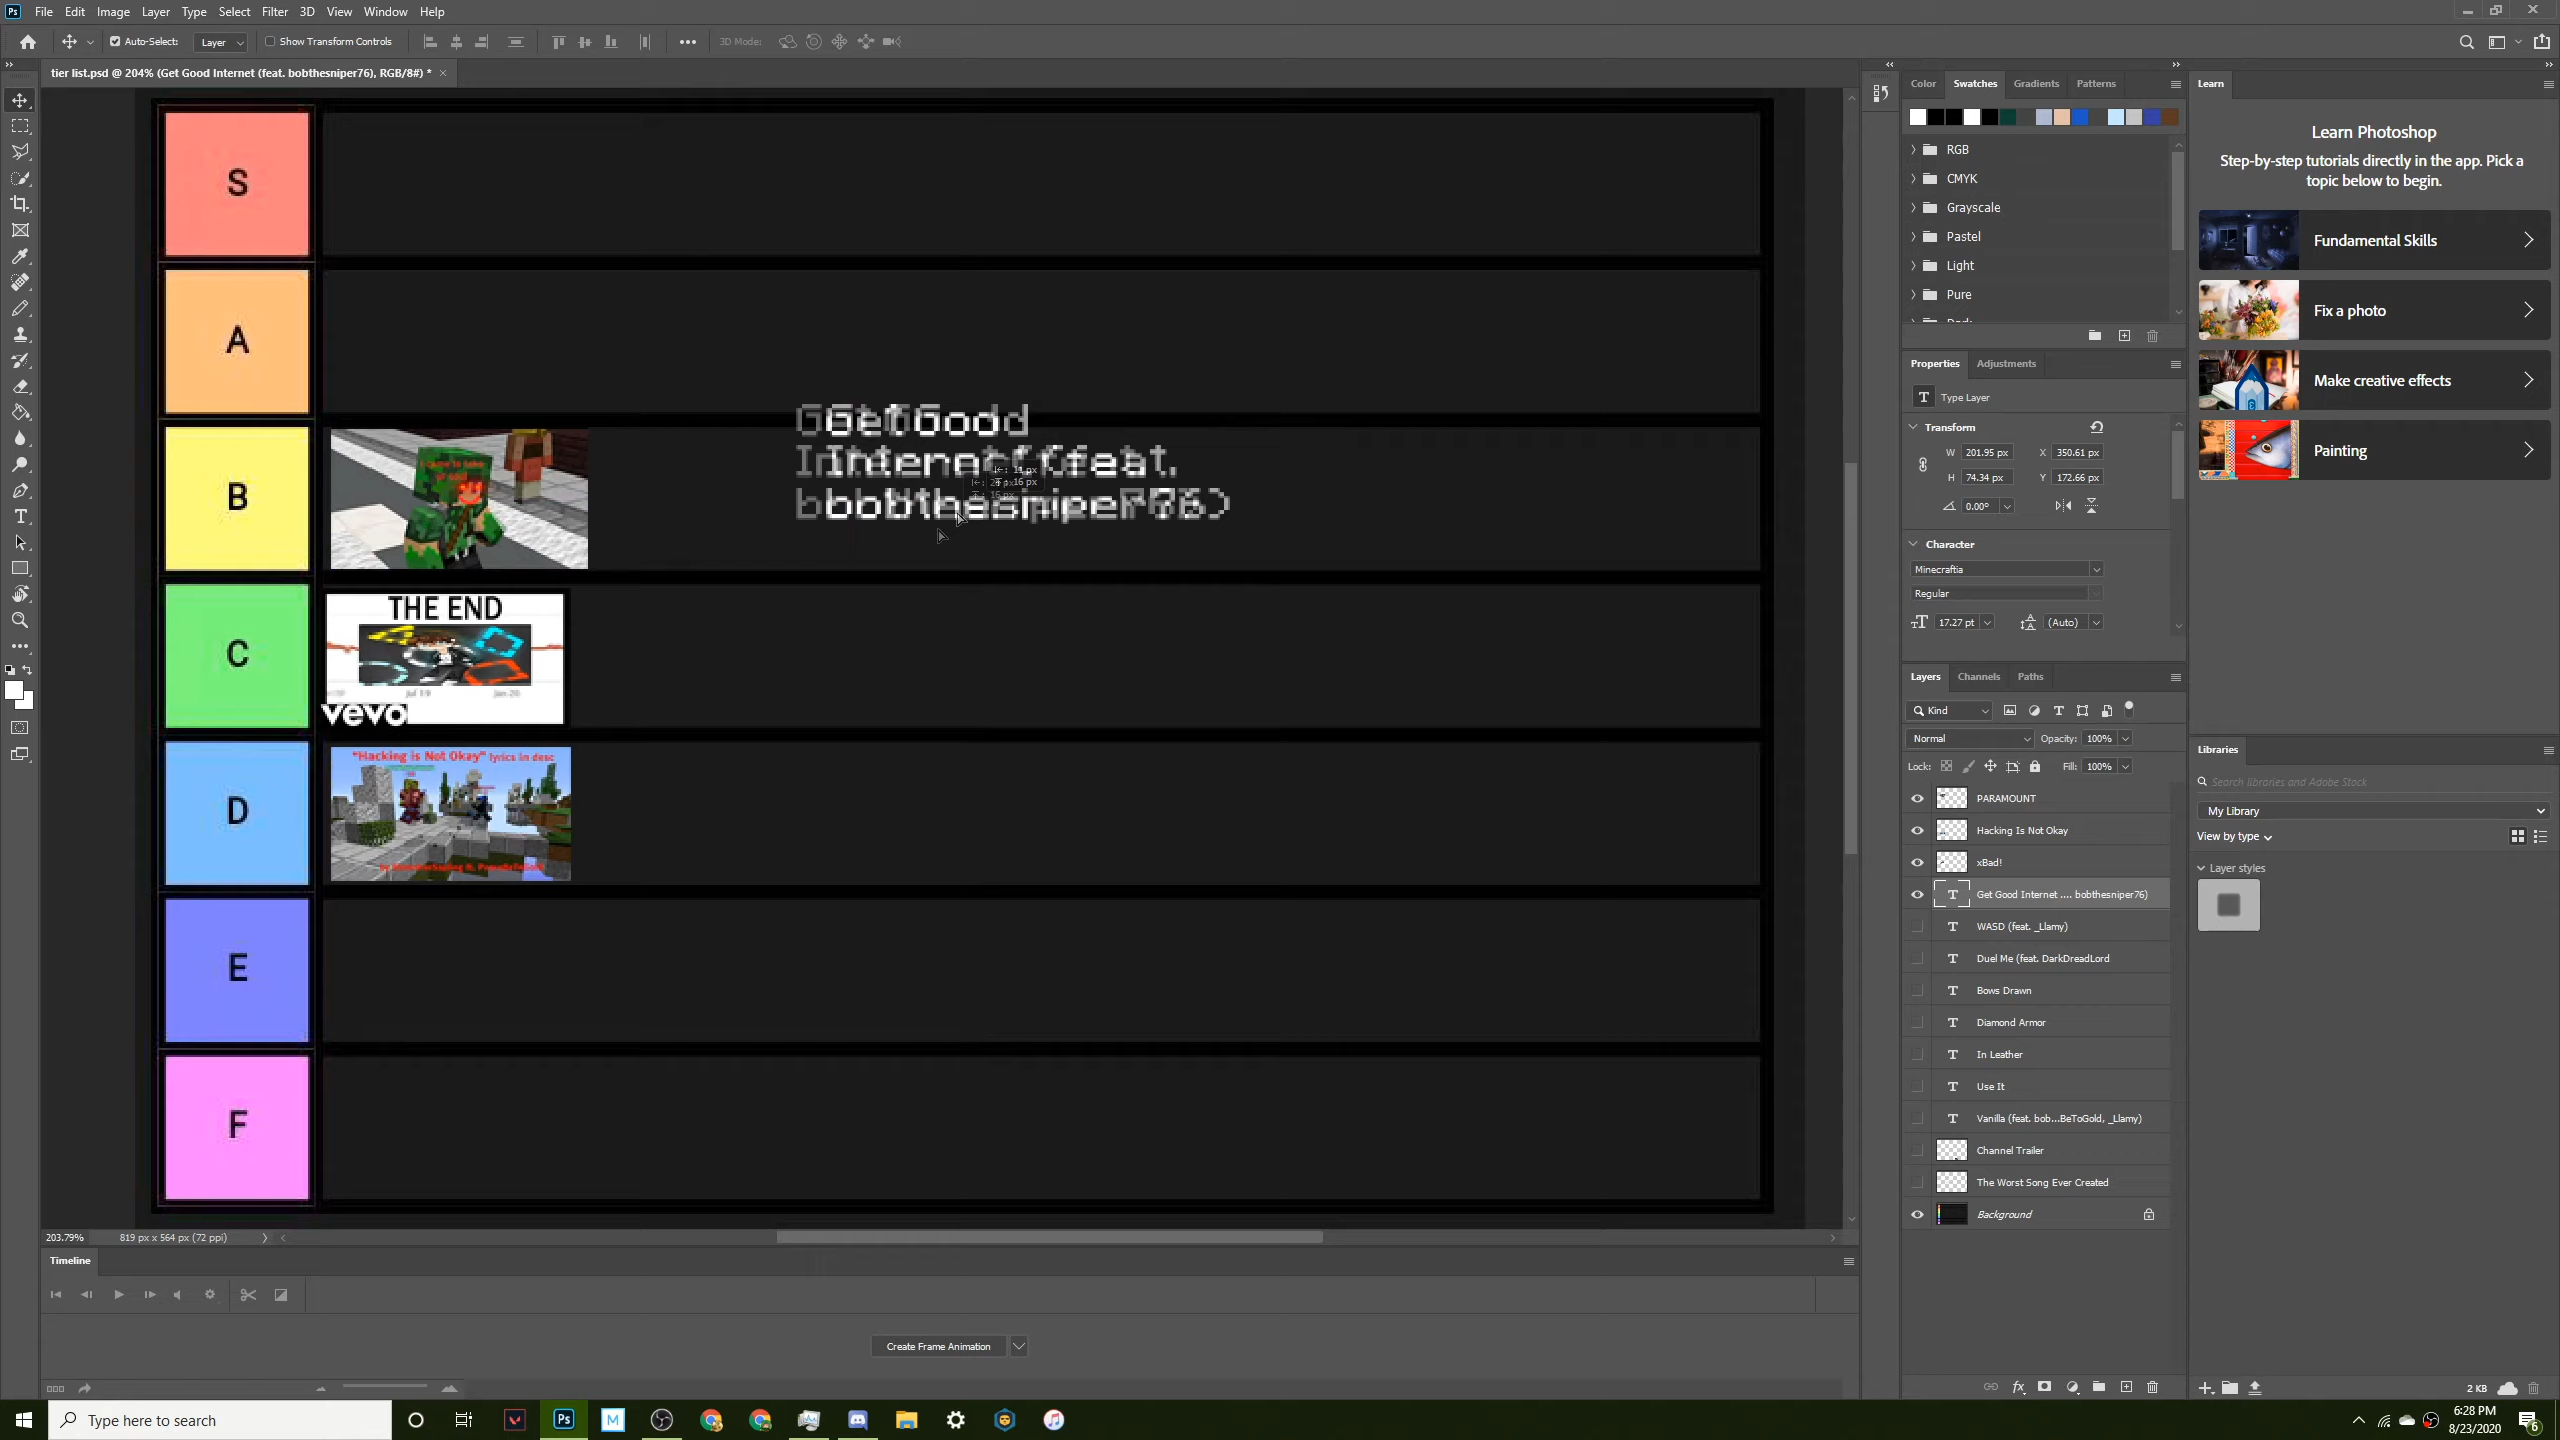 File Edit Image Layer Type Select Filter 3D View Window Help
Auto-Select: Layer Show Transform Controls 3D Mode:
tier list.psd @ 204% (Get Good Internet (feat. bobthesniper76), RGB/8#) *
S
A
Get Good
Internet (feat.
bobthesniper76)
B
C
THE END
Jul 19 Jan 20
vevo
D
"Hacking is Not Okay" lyrics in desc
E
F
203.79% 819 px x 564 px (72 ppi)
Timeline
Create Frame Animation
Color Swatches Gradients Patterns
RGB
CMYK
Grayscale
Pastel
Light
Pure
Properties Adjustments
Type Layer
Transform
W 201.95 px X 350.61 px
H 74.34 px Y 172.66 px
0.00°
Character
Minecraftia
Regular
17.27 pt (Auto)
Layers Channels Paths
Kind
Normal Opacity: 100%
Lock: Fill: 100%
PARAMOUNT
Hacking Is Not Okay
xBad!
Get Good Internet .... bobthesniper76)
WASD (feat. _Llamy)
Duel Me (feat. DarkDreadLord
Bows Drawn
Diamond Armor
In Leather
Use It
Vanilla (feat. bob...BeToGold, _Llamy)
Channel Trailer
The Worst Song Ever Created
Background
Learn
Learn Photoshop
Step-by-step tutorials directly in the app. Pick a
topic below to begin.
Fundamental Skills
Fix a photo
Make creative effects
Painting
Libraries
Search libraries and Adobe Stock
My Library
View by type
Layer styles
2 KB
Type here to search
6:28 PM
8/23/2020